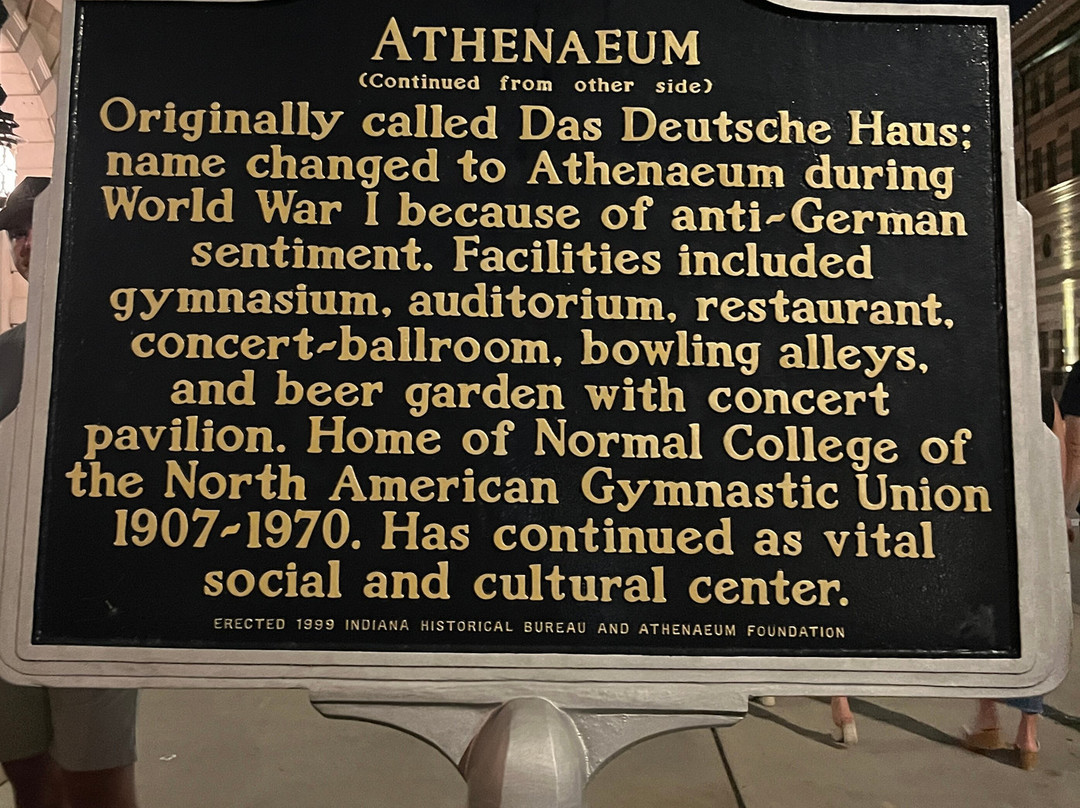 ATHENAEUM
(Continued from other side)
Originally called Das Deutsche Haus;
name changed to Athenaeum during
World War I because of anti-German
sentiment. Facilities included
gymnasium, auditorium, restaurant,
concert-ballroom, bowling alleys,
and beer garden with concert
pavilion. Home of Normal College of
the North American Gymnastic Union
1907-1970. Has continued as vital
social and cultural center.
ERECTED 1999 INDIANA HISTORICAL BUREAU AND ATHENAEUM FOUNDATION